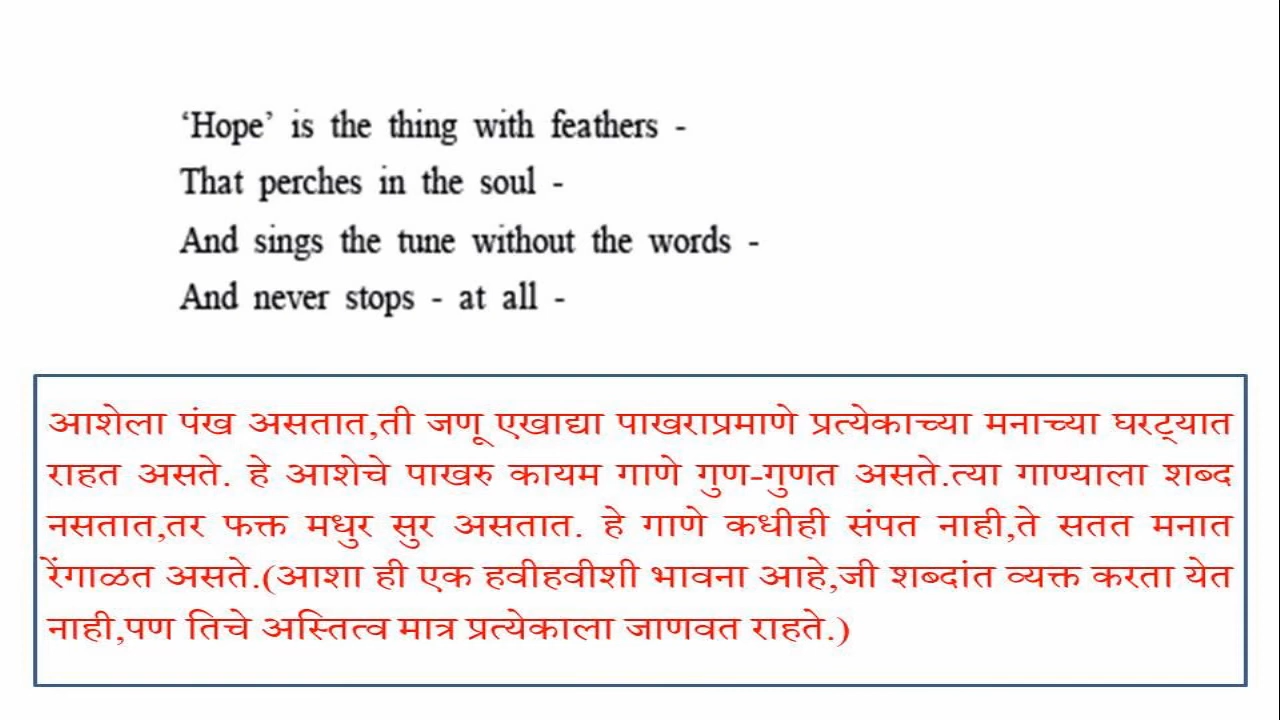 ‘Hope’ is the thing with feathers -
That perches in the soul -
And sings the tune without the words -
And never stops - at all -
आशेला पंख असतात,ती जणू एखाद्या पाखराप्रमाणे प्रत्येकाच्या मनाच्या घरट्यात
राहत असते. हे आशेचे पाखरु कायम गाणे गुण-गुणत असते.त्या गाण्याला शब्द
नसतात,तर फक्त मधुर सुर असतात. हे गाणे कधीही संपत नाही,ते सतत मनात
रेंगाळत असते.(आशा ही एक हवीहवीशी भावना आहे,जी शब्दांत व्यक्त करता येत
नाही,पण तिचे अस्तित्व मात्र प्रत्येकाला जाणवत राहते.)